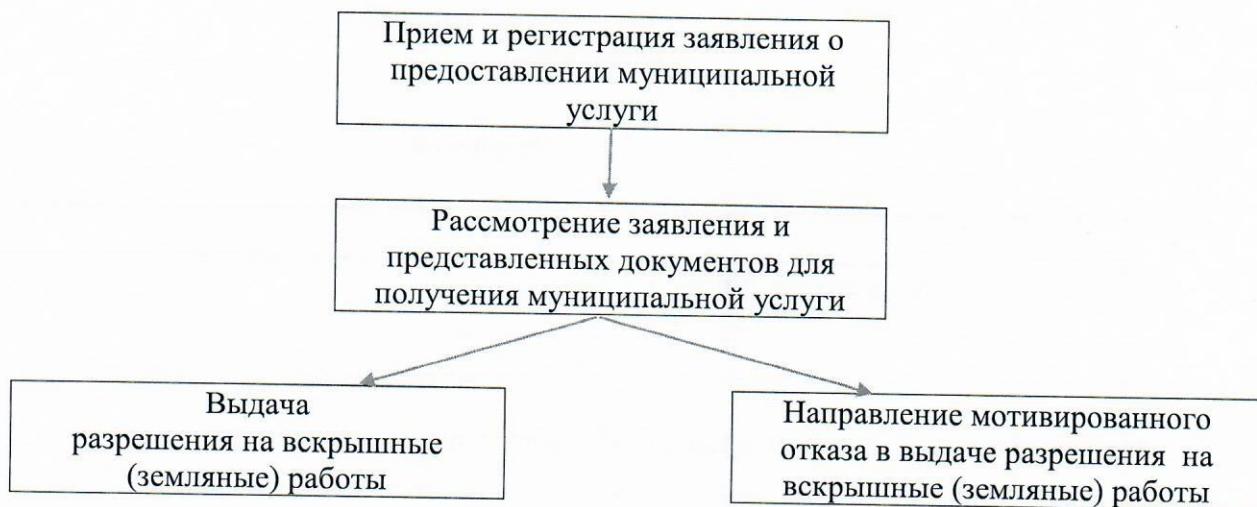 Прием и регистрация заявления о
предоставлении муниципальной
услуги
Рассмотрение заявления и
представленных документов для
получения муниципальной услуги
Выдача
разрешения на вскрышные
(земляные) работы
Направление мотивированного
отказа в выдаче разрешения на
вскрышные (земляные) работы